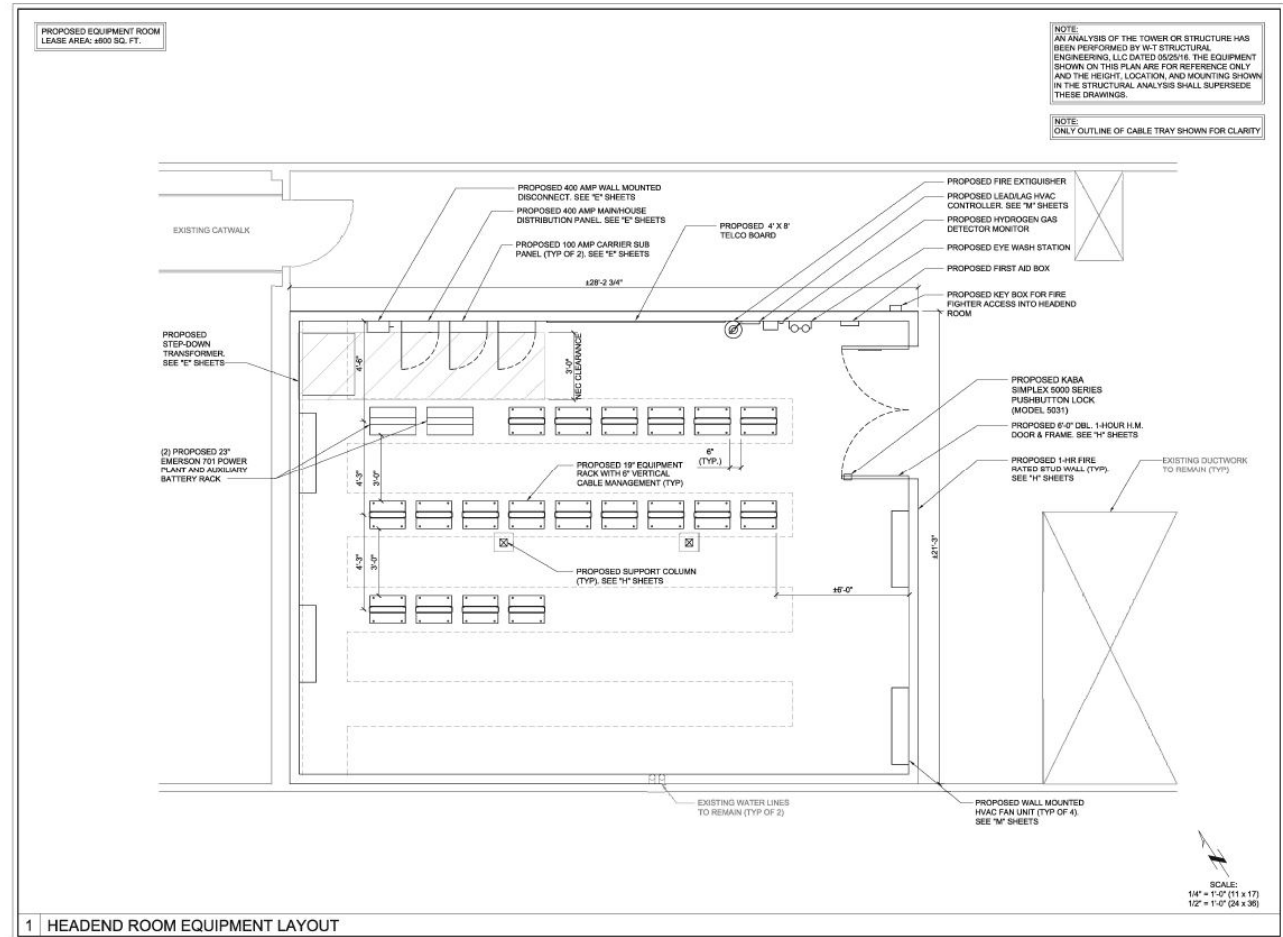 PROPOSED EQUIPMENT ROOM
LEASE AREA: ±600 SQ. FT.
NOTE:
AN ANALYSIS OF THE TOWER OR STRUCTURE HAS
BEEN PERFORMED BY W-T STRUCTURAL
ENGINEERING, LLC DATED 05/25/16. THE EQUIPMENT
SHOWN ON THIS PLAN ARE FOR REFERENCE ONLY
AND THE HEIGHT, LOCATION, AND MOUNTING SHOWN
IN THE STRUCTURAL ANALYSIS SHALL SUPERSEDE
THESE DRAWINGS.
NOTE:
ONLY OUTLINE OF CABLE TRAY SHOWN FOR CLARITY
EXISTING CATWALK
PROPOSED 400 AMP WALL MOUNTED
DISCONNECT. SEE "E" SHEETS
PROPOSED 400 AMP MAIN/HOUSE
DISTRIBUTION PANEL. SEE "E" SHEETS
PROPOSED 100 AMP CARRIER SUB
PANEL (TYP OF 2). SEE "E" SHEETS
PROPOSED 4' X 8'
TELCO BOARD
PROPOSED FIRE EXTIGUISHER
PROPOSED LEAD/LAG HVAC
CONTROLLER. SEE "M" SHEETS
PROPOSED HYDROGEN GAS
DETECTOR MONITOR
PROPOSED EYE WASH STATION
PROPOSED FIRST AID BOX
PROPOSED KEY BOX FOR FIRE
FIGHTER ACCESS INTO HEADEND
ROOM
±28'-2 3/4"
PROPOSED
STEP-DOWN
TRANSFORMER.
SEE "E" SHEETS
4'-6"
3'-0"
NEC CLEARANCE
PROPOSED KABA
SIMPLEX 5000 SERIES
PUSHBUTTON LOCK
(MODEL 5031)
PROPOSED 6'-0" DBL. 1-HOUR H.M.
DOOR & FRAME. SEE "H" SHEETS
PROPOSED 1-HR FIRE
RATED STUD WALL (TYP).
SEE "H" SHEETS
EXISTING DUCTWORK
TO REMAIN (TYP)
(2) PROPOSED 23"
EMERSON 701 POWER
PLANT AND AUXILIARY
BATTERY RACK
6"
(TYP.)
4'-3"
3'-0"
PROPOSED 19" EQUIPMENT
RACK WITH 6" VERTICAL
CABLE MANAGEMENT (TYP)
4'-3"
3'-0"
PROPOSED SUPPORT COLUMN
(TYP). SEE "H" SHEETS
±6'-0"
±21'-3"
EXISTING WATER LINES
TO REMAIN (TYP OF 2)
PROPOSED WALL MOUNTED
HVAC FAN UNIT (TYP OF 4).
SEE "M" SHEETS
SCALE:
1/4" = 1'-0" (11 x 17)
1/2" = 1'-0" (24 x 36)
1 HEADEND ROOM EQUIPMENT LAYOUT